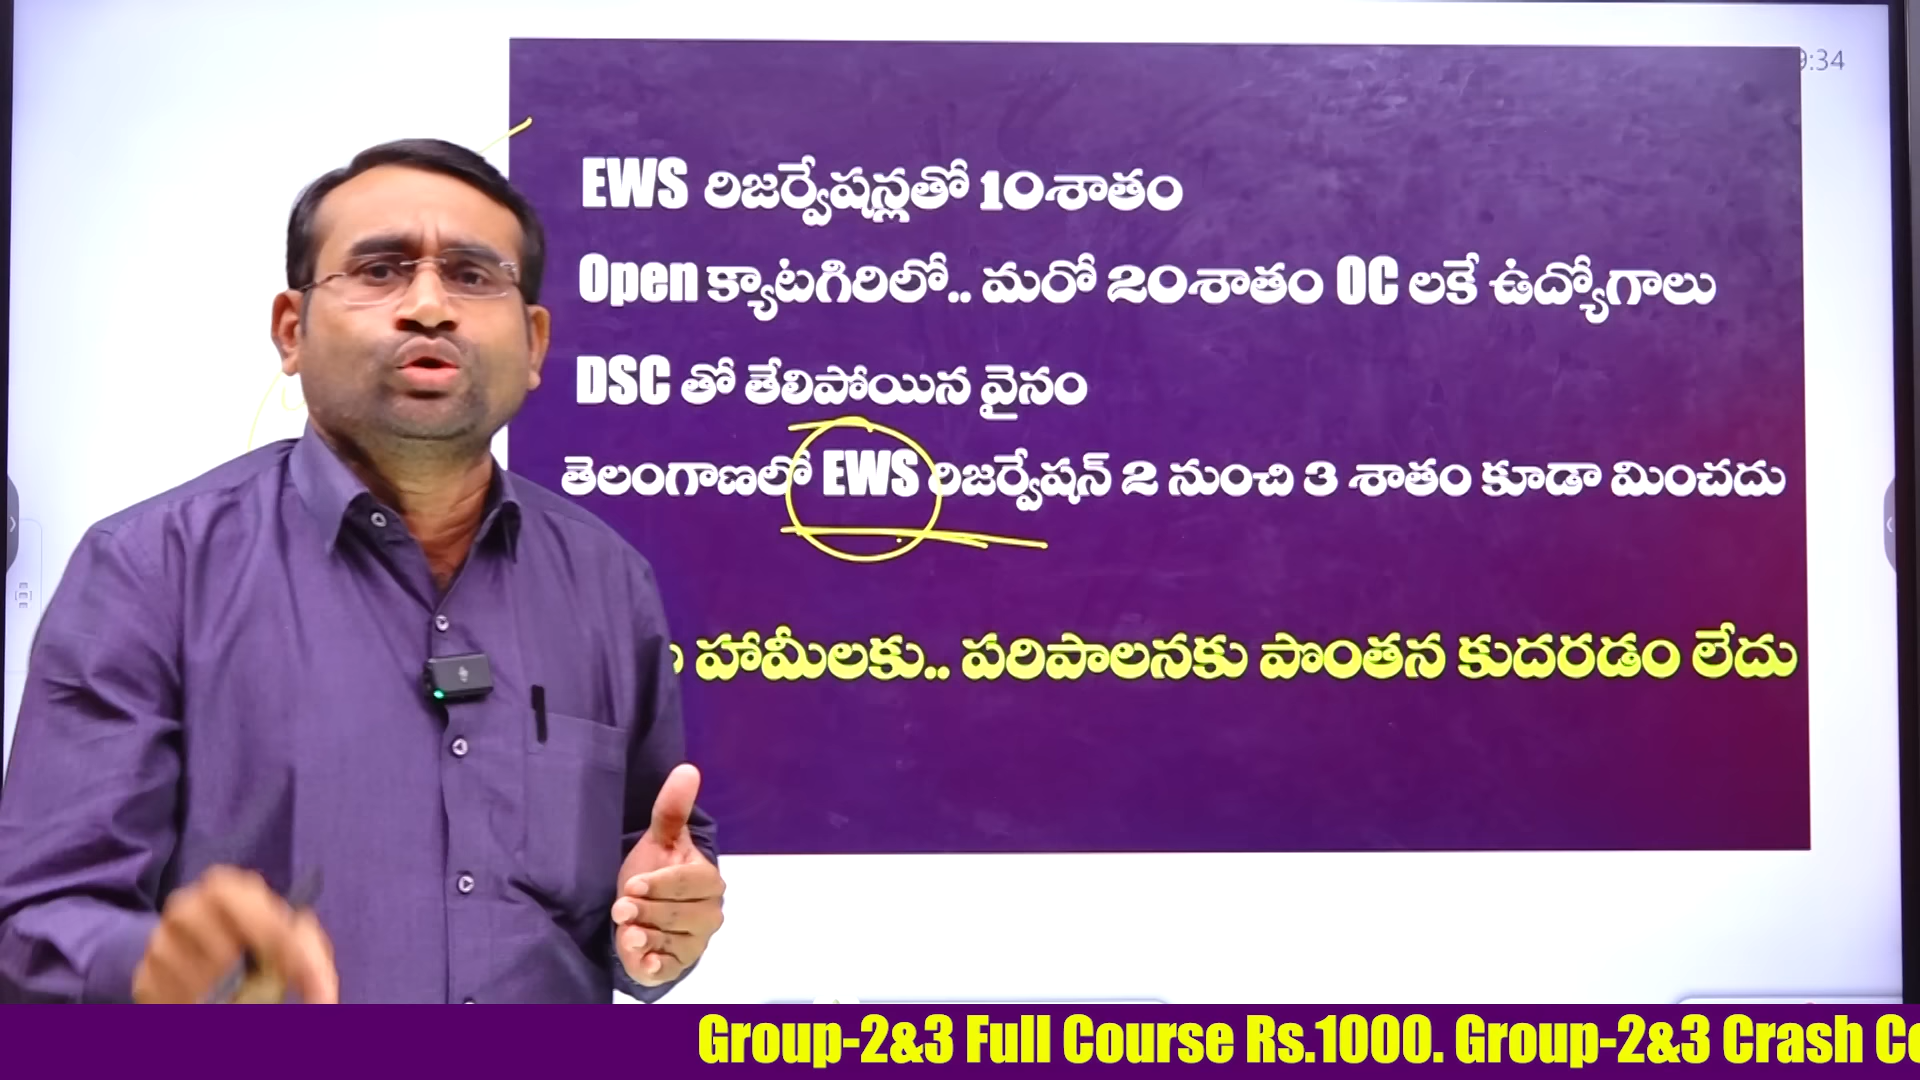 9:34
EWS రిజర్వేషన్లతో 10శాతం
Open క్యాటగిరిలో.. మరో 20శాతం OC లకే ఉద్యోగాలు
DSC తో తేలిపోయిన వైనం
తెలంగాణలో EWS రిజర్వేషన్ 2 నుంచి 3 శాతం కూడా మించదు
హామీలకు.. పరిపాలనకు పొంతన కుదరడం లేదు
Group-2&3 Full Course Rs.1000. Group-2&3 Crash